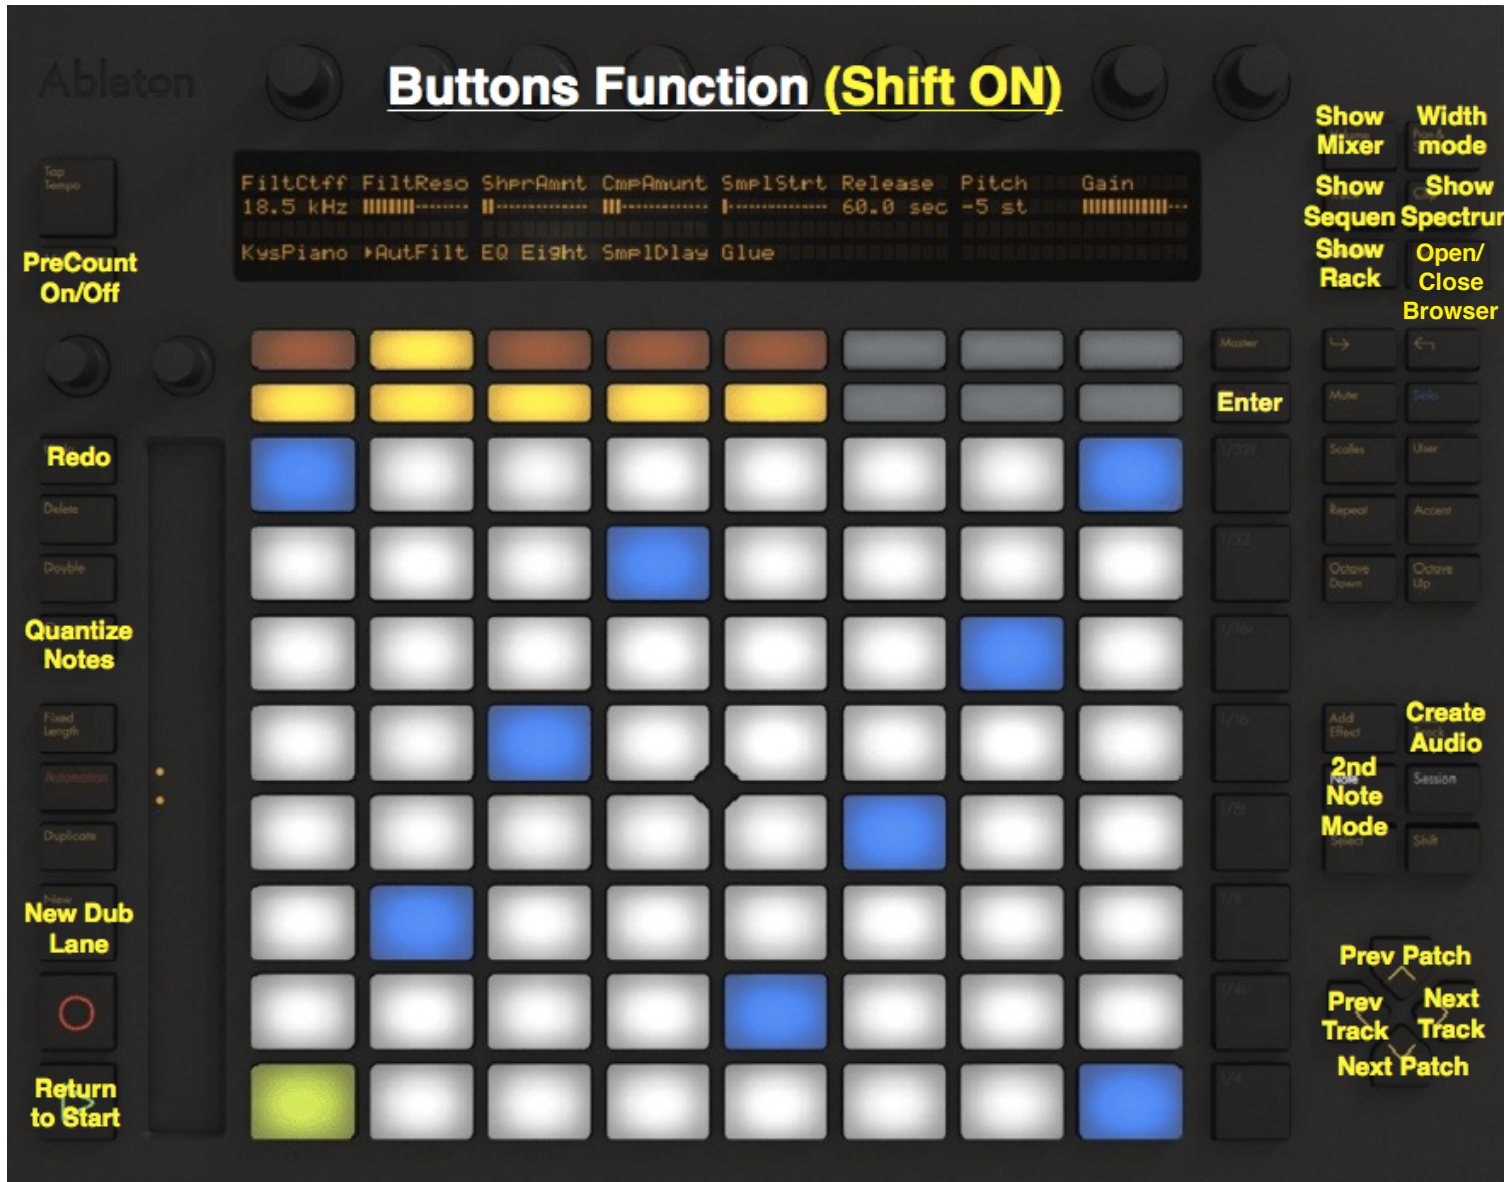 Ableton
Buttons Function (Shift ON)
Show Mixer
Width mode
Tap Tempo
FiltCtff FiltReso ShprAmnt CmpAmunt SmplStrt Release Pitch Gain
18.5 kHz 60.0 sec -5 st
KysPiano ▸AutFilt EQ Eight SmplDlay Glue
Show Sequen
Show Spectrum
PreCount On/Off
Show Rack
Open/ Close Browser
Master
Enter
Mute
Solo
Redo
1/32t
Scales
User
Delete
1/32
Repeat
Accent
Double
Octave Down
Octave Up
Quantize Notes
1/16t
Fixed Length
1/16
Add Effect
Create Audio
Automation
2nd Note Mode
Note
Session
Duplicate
1/8t
Select
Shift
New
New Dub Lane
1/8
Prev Patch
1/4t
Prev Track
Next Track
Next Patch
Return to Start
1/4